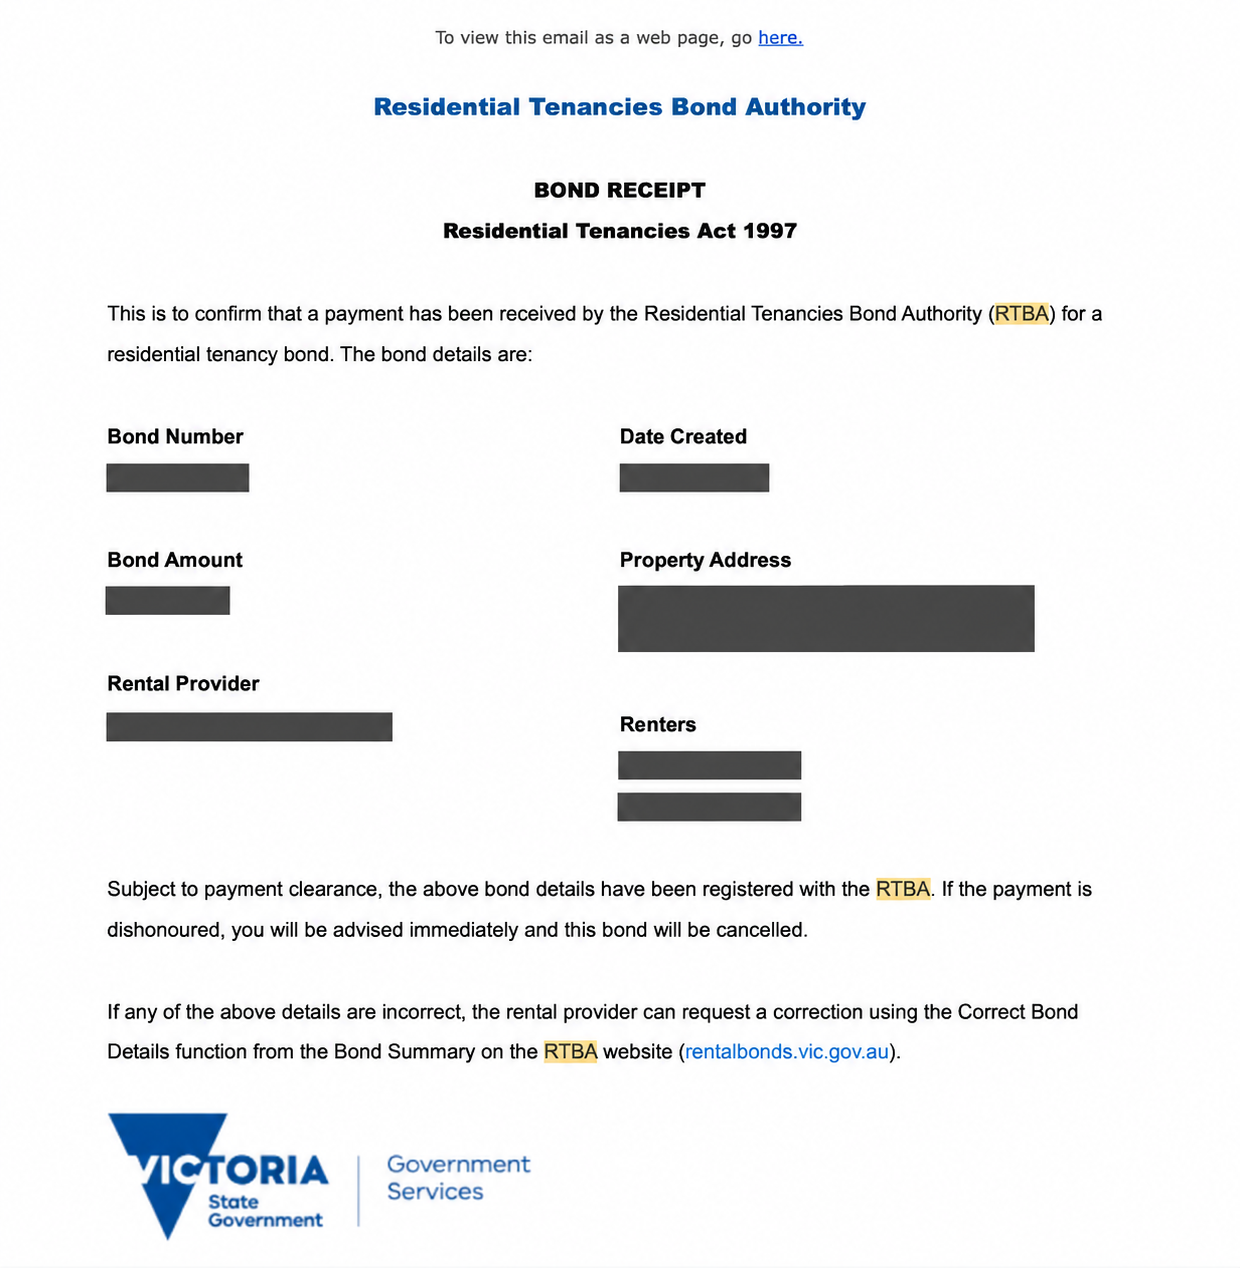 To view this email as a web page, go here.
Residential Tenancies Bond Authority
BOND RECEIPT
Residential Tenancies Act 1997
This is to confirm that a payment has been received by the Residential Tenancies Bond Authority (RTBA) for a
residential tenancy bond. The bond details are:
Bond Number
Date Created
Bond Amount
Property Address
Rental Provider
Renters
Subject to payment clearance, the above bond details have been registered with the RTBA. If the payment is
dishonoured, you will be advised immediately and this bond will be cancelled.
If any of the above details are incorrect, the rental provider can request a correction using the Correct Bond
Details function from the Bond Summary on the RTBA website (rentalbonds.vic.gov.au).
VICTORIA
State
Government
Government
Services